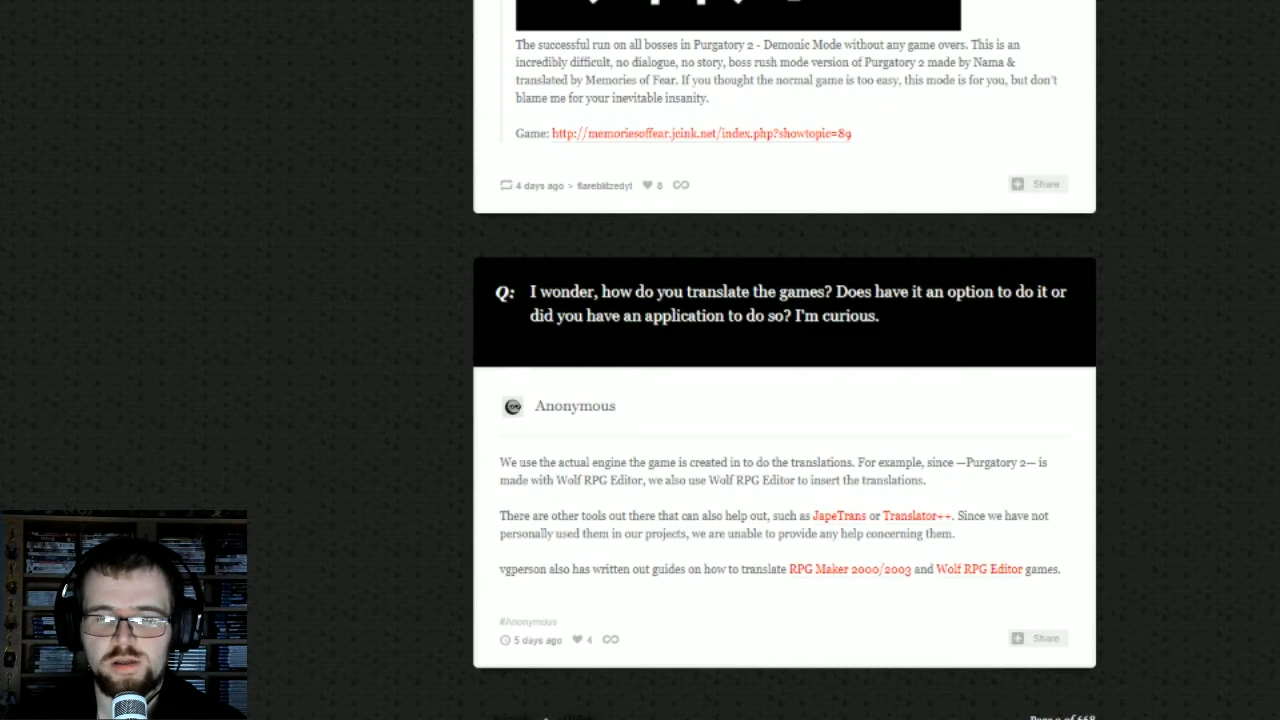 The successful run on all bosses in Purgatory 2 - Demonic Mode without any game overs. This is an
incredibly difficult, no dialogue, no story, boss rush mode version of Purgatory 2 made by Nama &
translated by Memories of Fear. If you thought the normal game is too easy, this mode is for you, but don't
blame me for your inevitable insanity.
Game: http://memoriesoffear.jcink.net/index.php?showtopic=89
4 days ago > flareblitzedyt 8 Share
Q: I wonder, how do you translate the games? Does have it an option to do it or
did you have an application to do so? I'm curious.
Anonymous
We use the actual engine the game is created in to do the translations. For example, since —Purgatory 2— is
made with Wolf RPG Editor, we also use Wolf RPG Editor to insert the translations.
There are other tools out there that can also help out, such as JapeTrans or Translator++. Since we have not
personally used them in our projects, we are unable to provide any help concerning them.
vgperson also has written out guides on how to translate RPG Maker 2000/2003 and Wolf RPG Editor games.
#Anonymous
5 days ago 4 Share